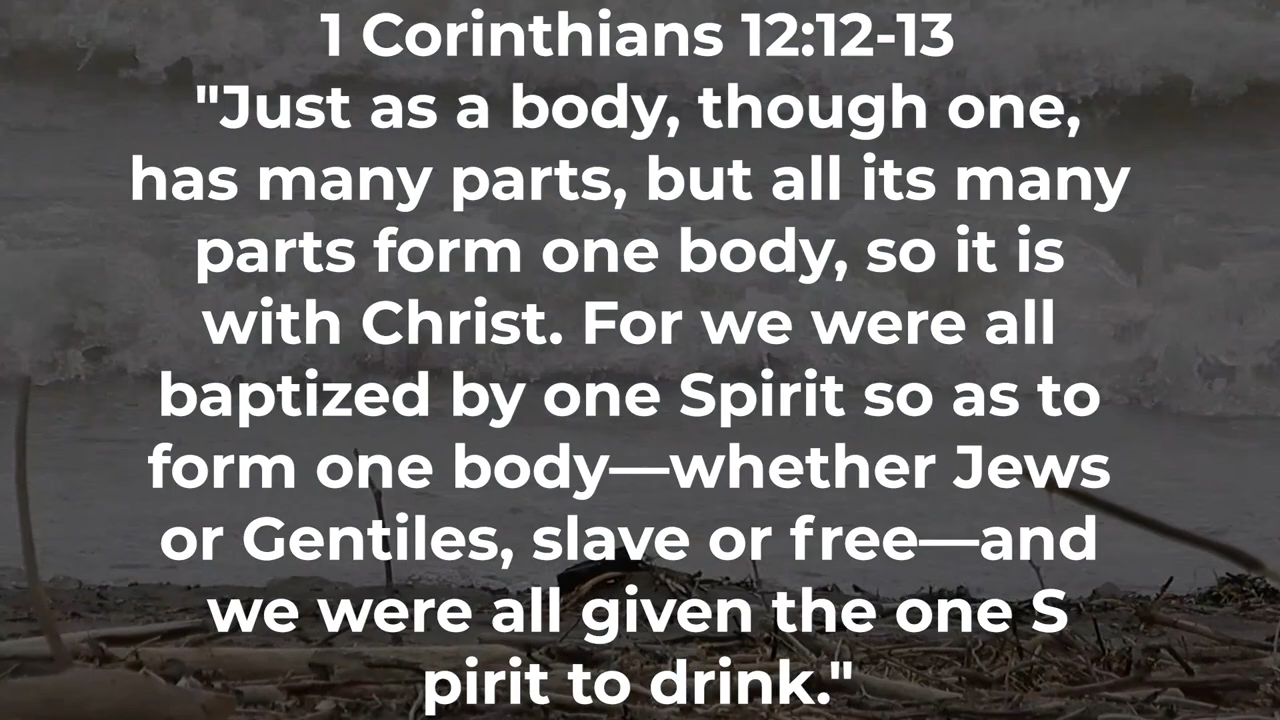 1 Corinthians 12:12-13
"Just as a body, though one,
has many parts, but all its many
parts form one body, so it is
with Christ. For we were all
baptized by one Spirit so as to
form one body—whether Jews
or Gentiles, slave or free—and
we were all given the one S
pirit to drink."